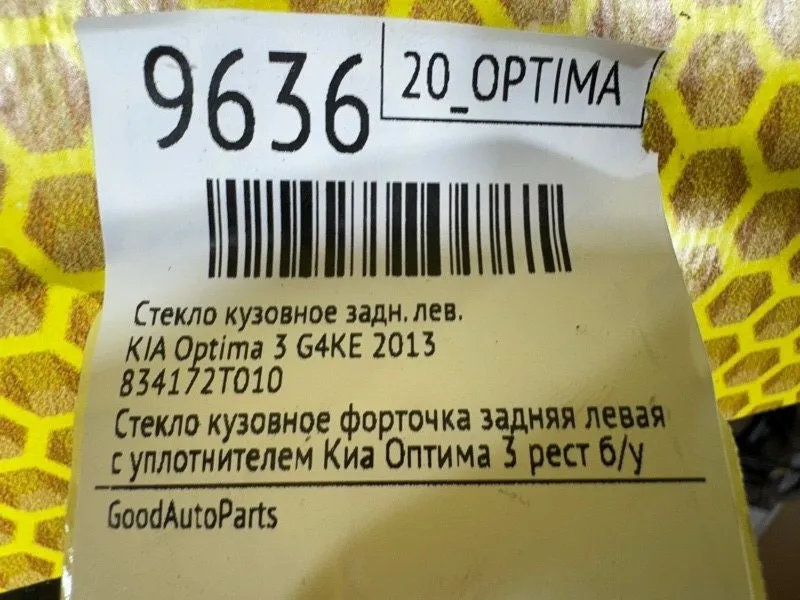 9636
20_OPTIMA
Стекло кузовное задн. лев.
KIA Optima 3 G4KE 2013
834172T010
Стекло кузовное форточка задняя левая
с уплотнителем Киа Оптима 3 рест б/у
GoodAutoParts